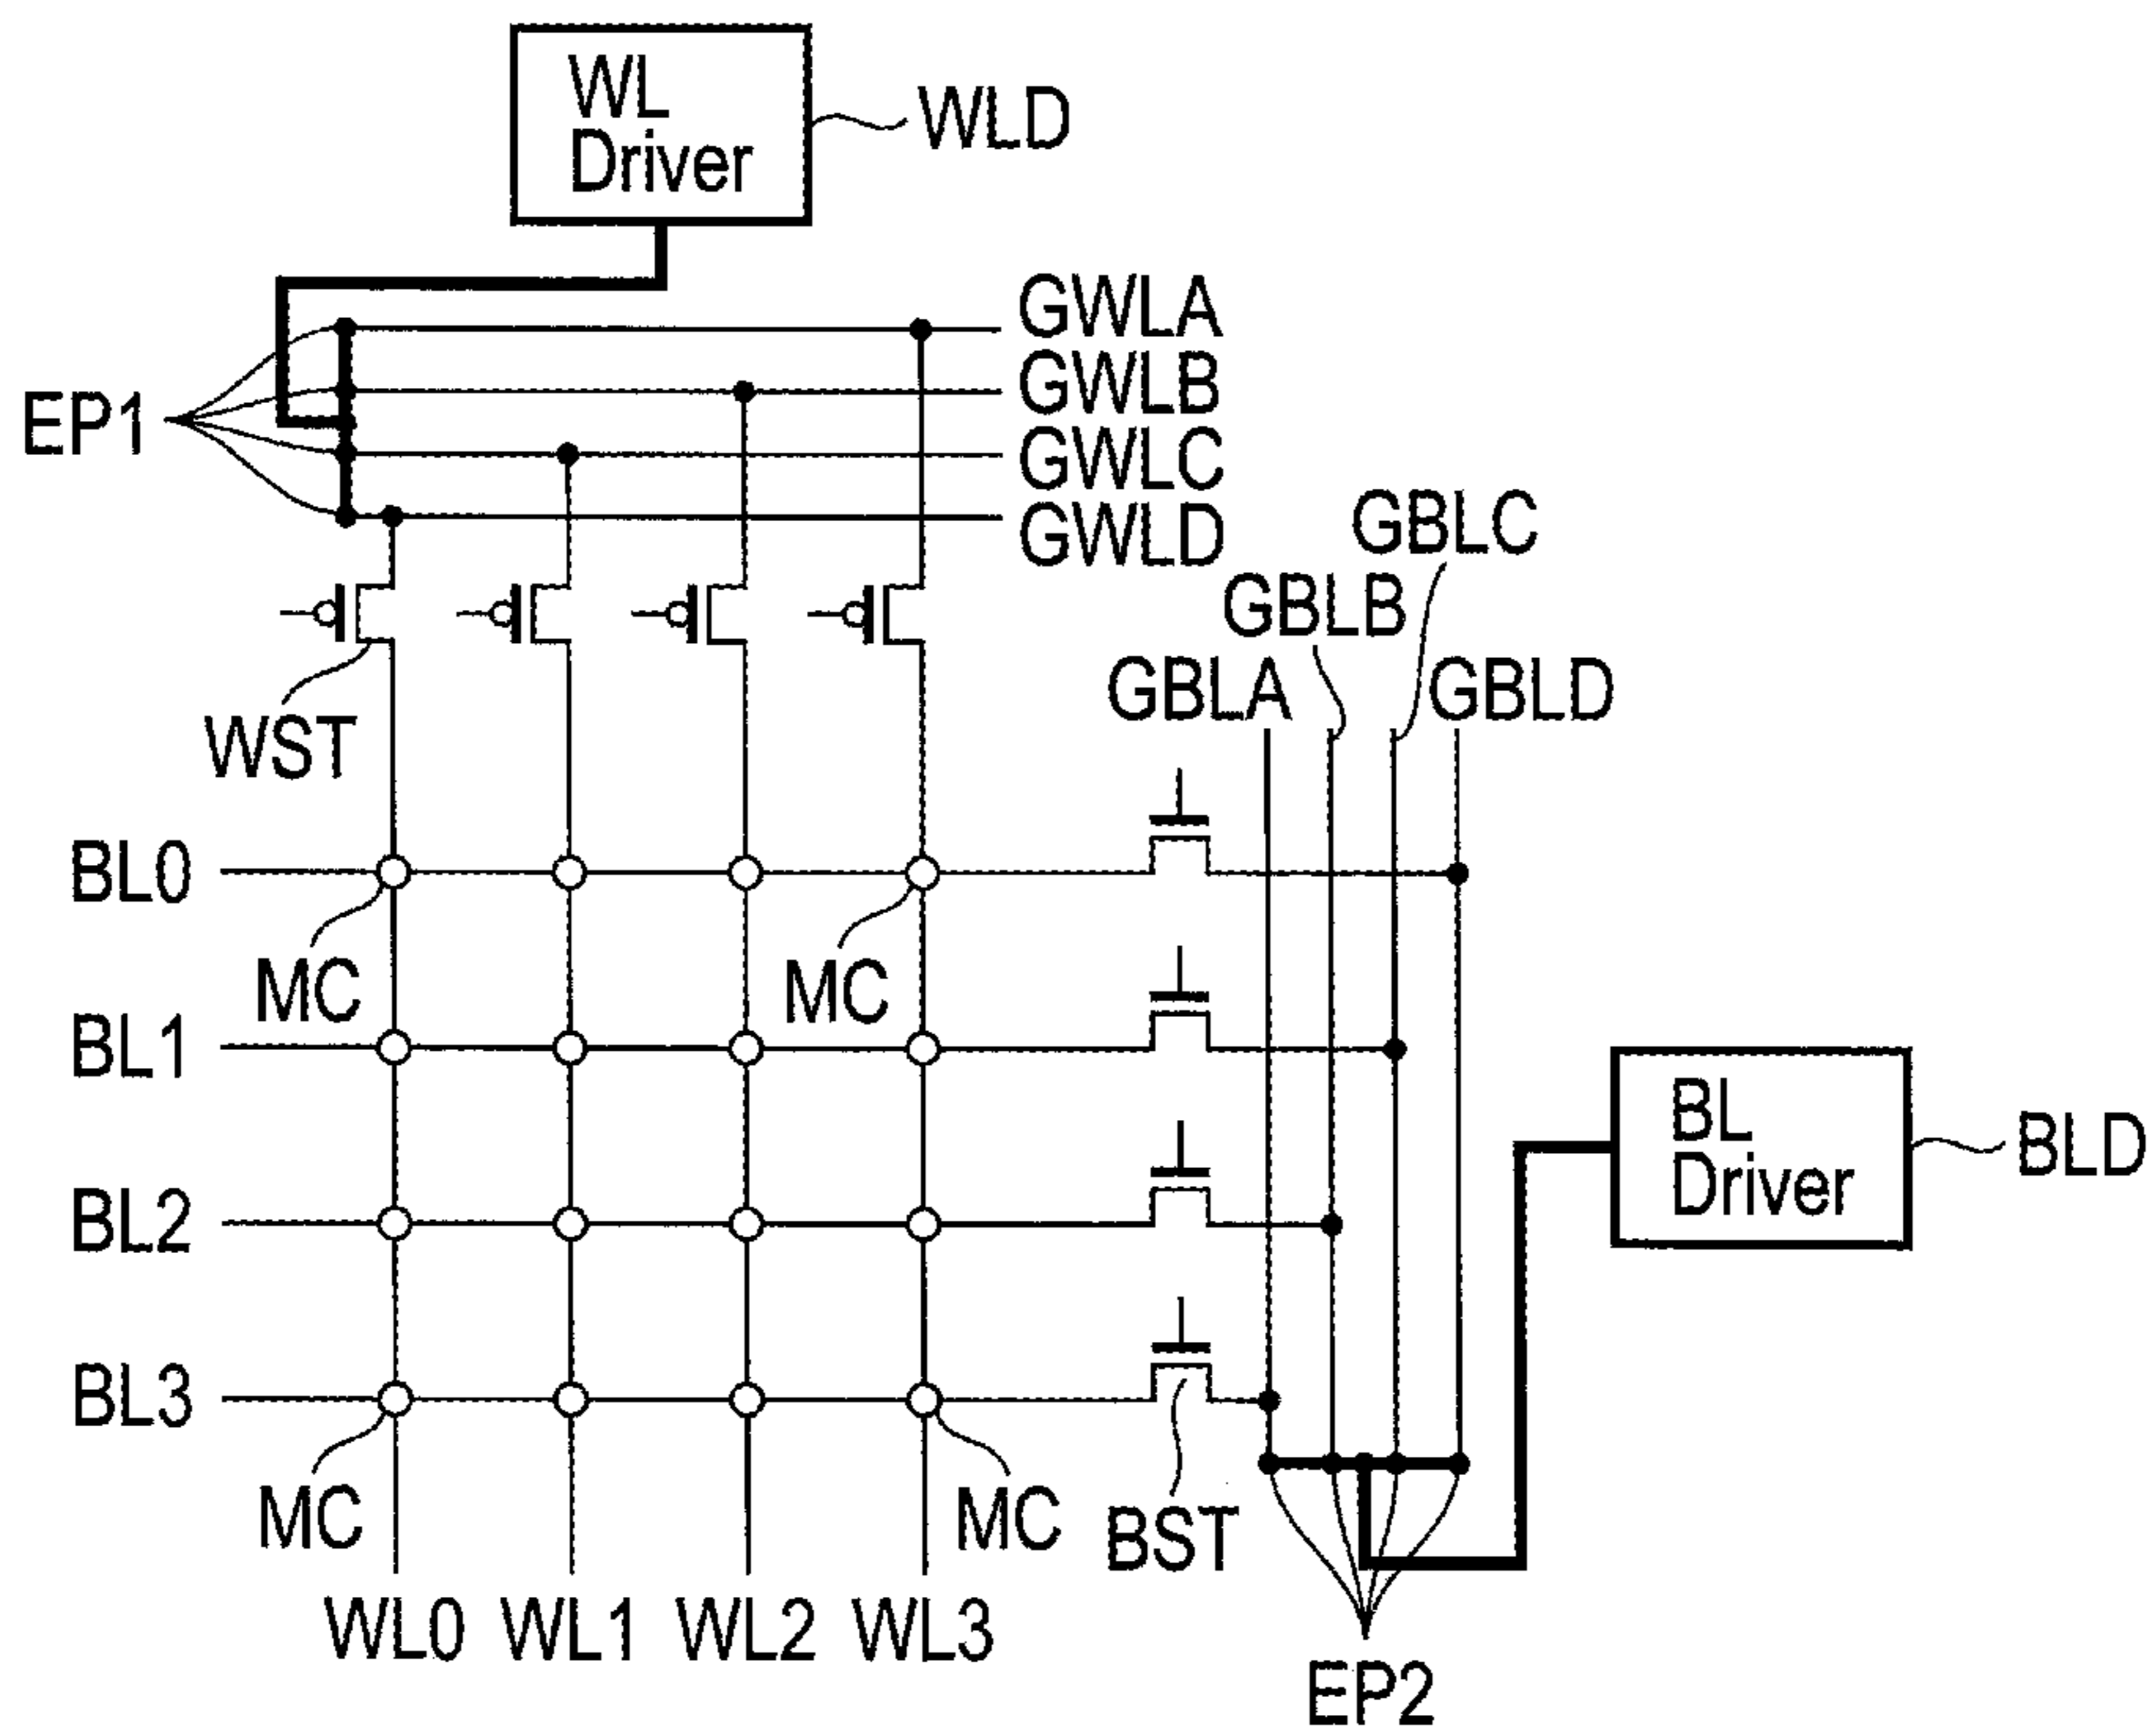 WL
Driver
WLD
GWLA
GWLB
EP1
GWLC
GWLD
GBLC
GBLB
GBLA
GBLD
WST
BL0
MC
MC
BL1
BL
Driver
BLD
BL2
BL3
MC
MC
BST
WL0
WL1
WL2
WL3
EP2